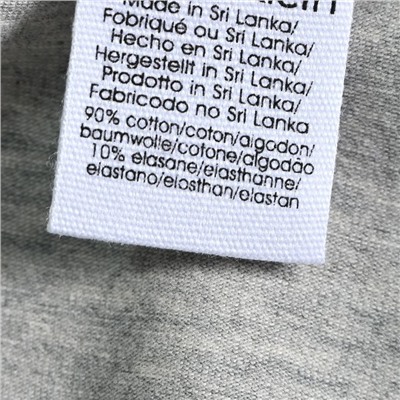 Made in Sri Lanka/
Fabriqué ou Sri Lanka/
Hecho en Sri Lanka/
Hergestellt in Sri Lanka/
Prodotto in Sri Lanka/
Fabricodo no Sri Lanka
90% cotton/coton/algodon/
baumwolle/cotone/algodão
10% elasane/elasthanne/
elastano/elosthan/elastan